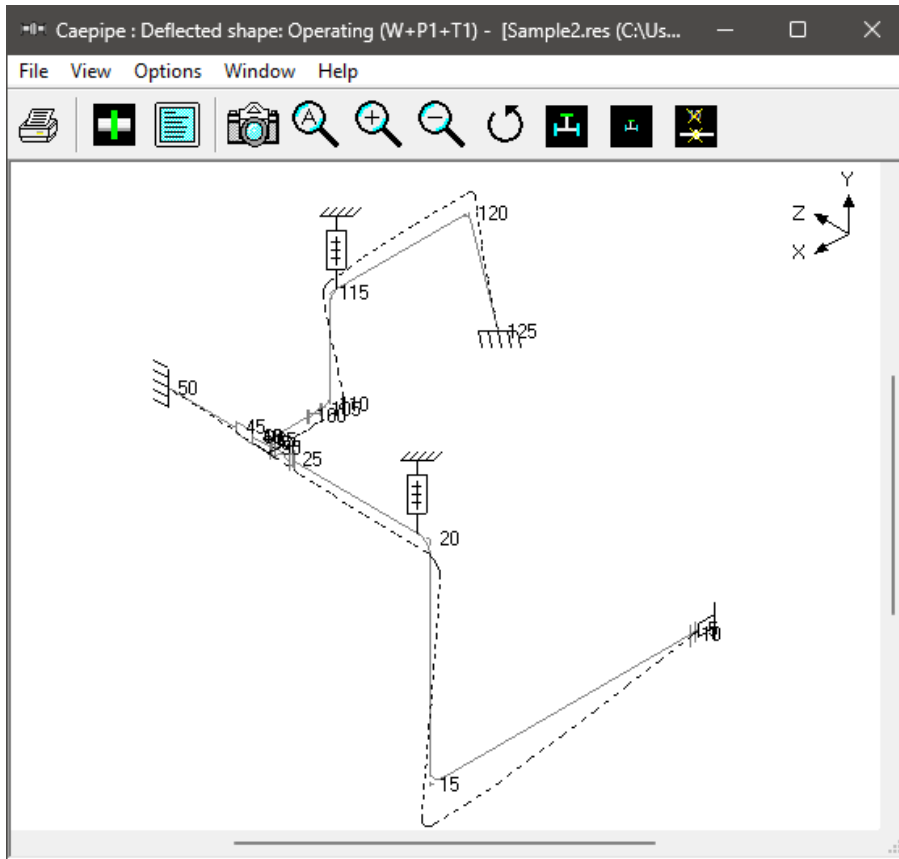 Caepipe : Deflected shape: Operating (W+P1+T1) - [Sample2.res (C:\Us...
File View Options Window Help
A
Y
Z
X
120
115
125
50
110
105
100
45
25
20
10
15